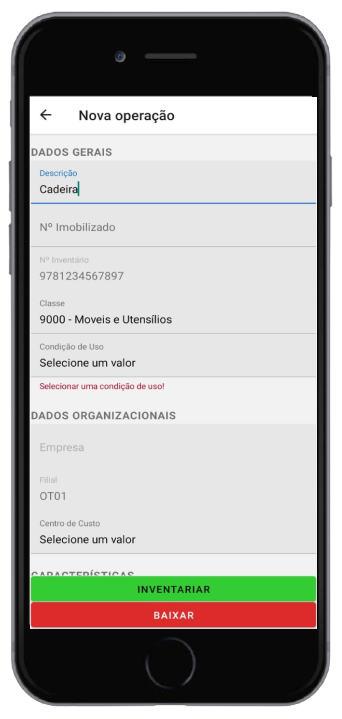 Nova operação
DADOS GERAIS
Descrição
Cadeira
Nº Imobilizado
Nº Inventário
9781234567897
Classe
9000 - Moveis e Utensílios
Condição de Uso
Selecione um valor
Selecionar uma condição de uso!
DADOS ORGANIZACIONAIS
Empresa
Filial
OT01
Centro de Custo
Selecione um valor
CARACTERÍSTICAS
INVENTARIAR
BAIXAR